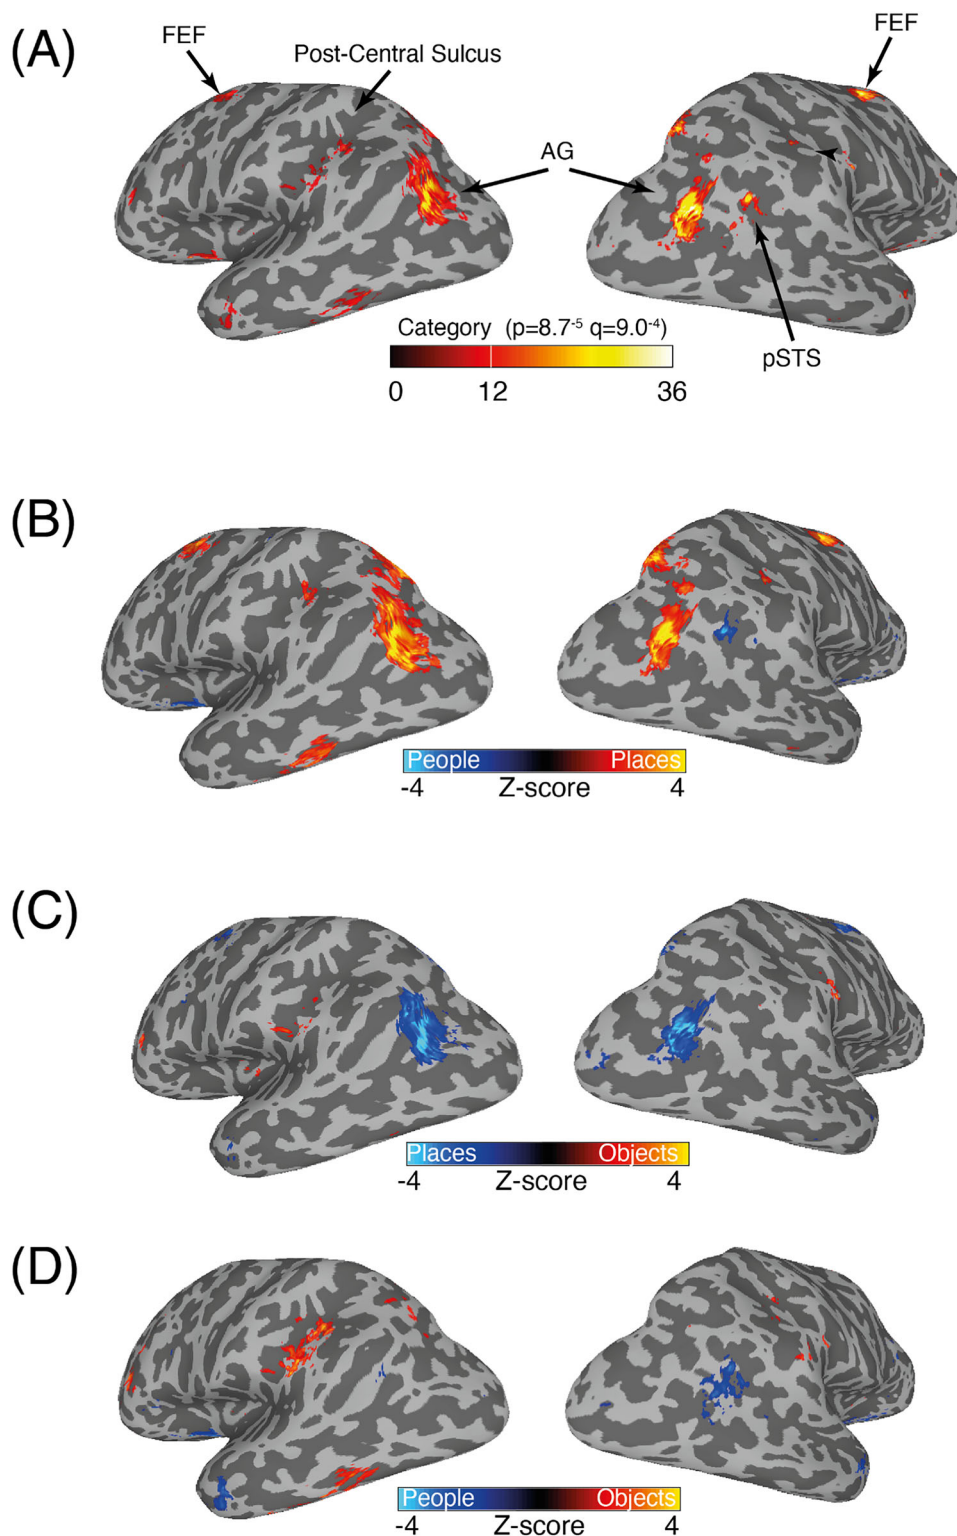 (A)
FEF
Post-Central Sulcus
FEF
AG
pSTS
Category (p=8.7-5 q=9.0-4)
0 12 36
(B)
People Places
-4 Z-score 4
(C)
Places Objects
-4 Z-score 4
(D)
People Objects
-4 Z-score 4